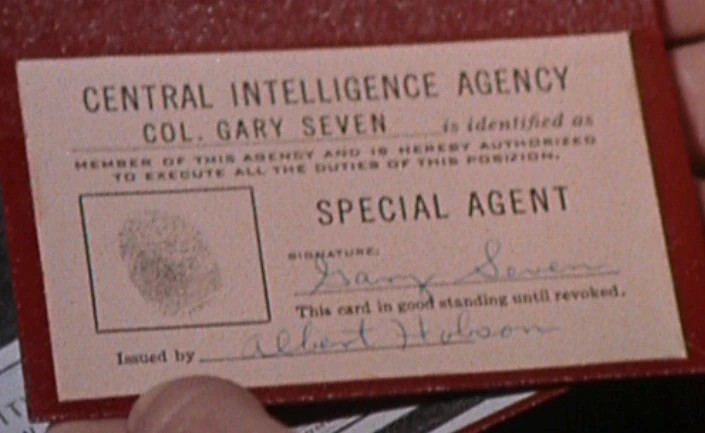 CENTRAL INTELLIGENCE AGENCY
COL. GARY SEVEN is identified as
MEMBER OF THIS AGENCY AND IS HEREBY AUTHORIZED
TO EXECUTE ALL THE DUTIES OF THIS POSIZION.
SPECIAL AGENT
SIGNATURE:
Gary Seven
This card in good standing until revoked.
Issued by Albert Hobson